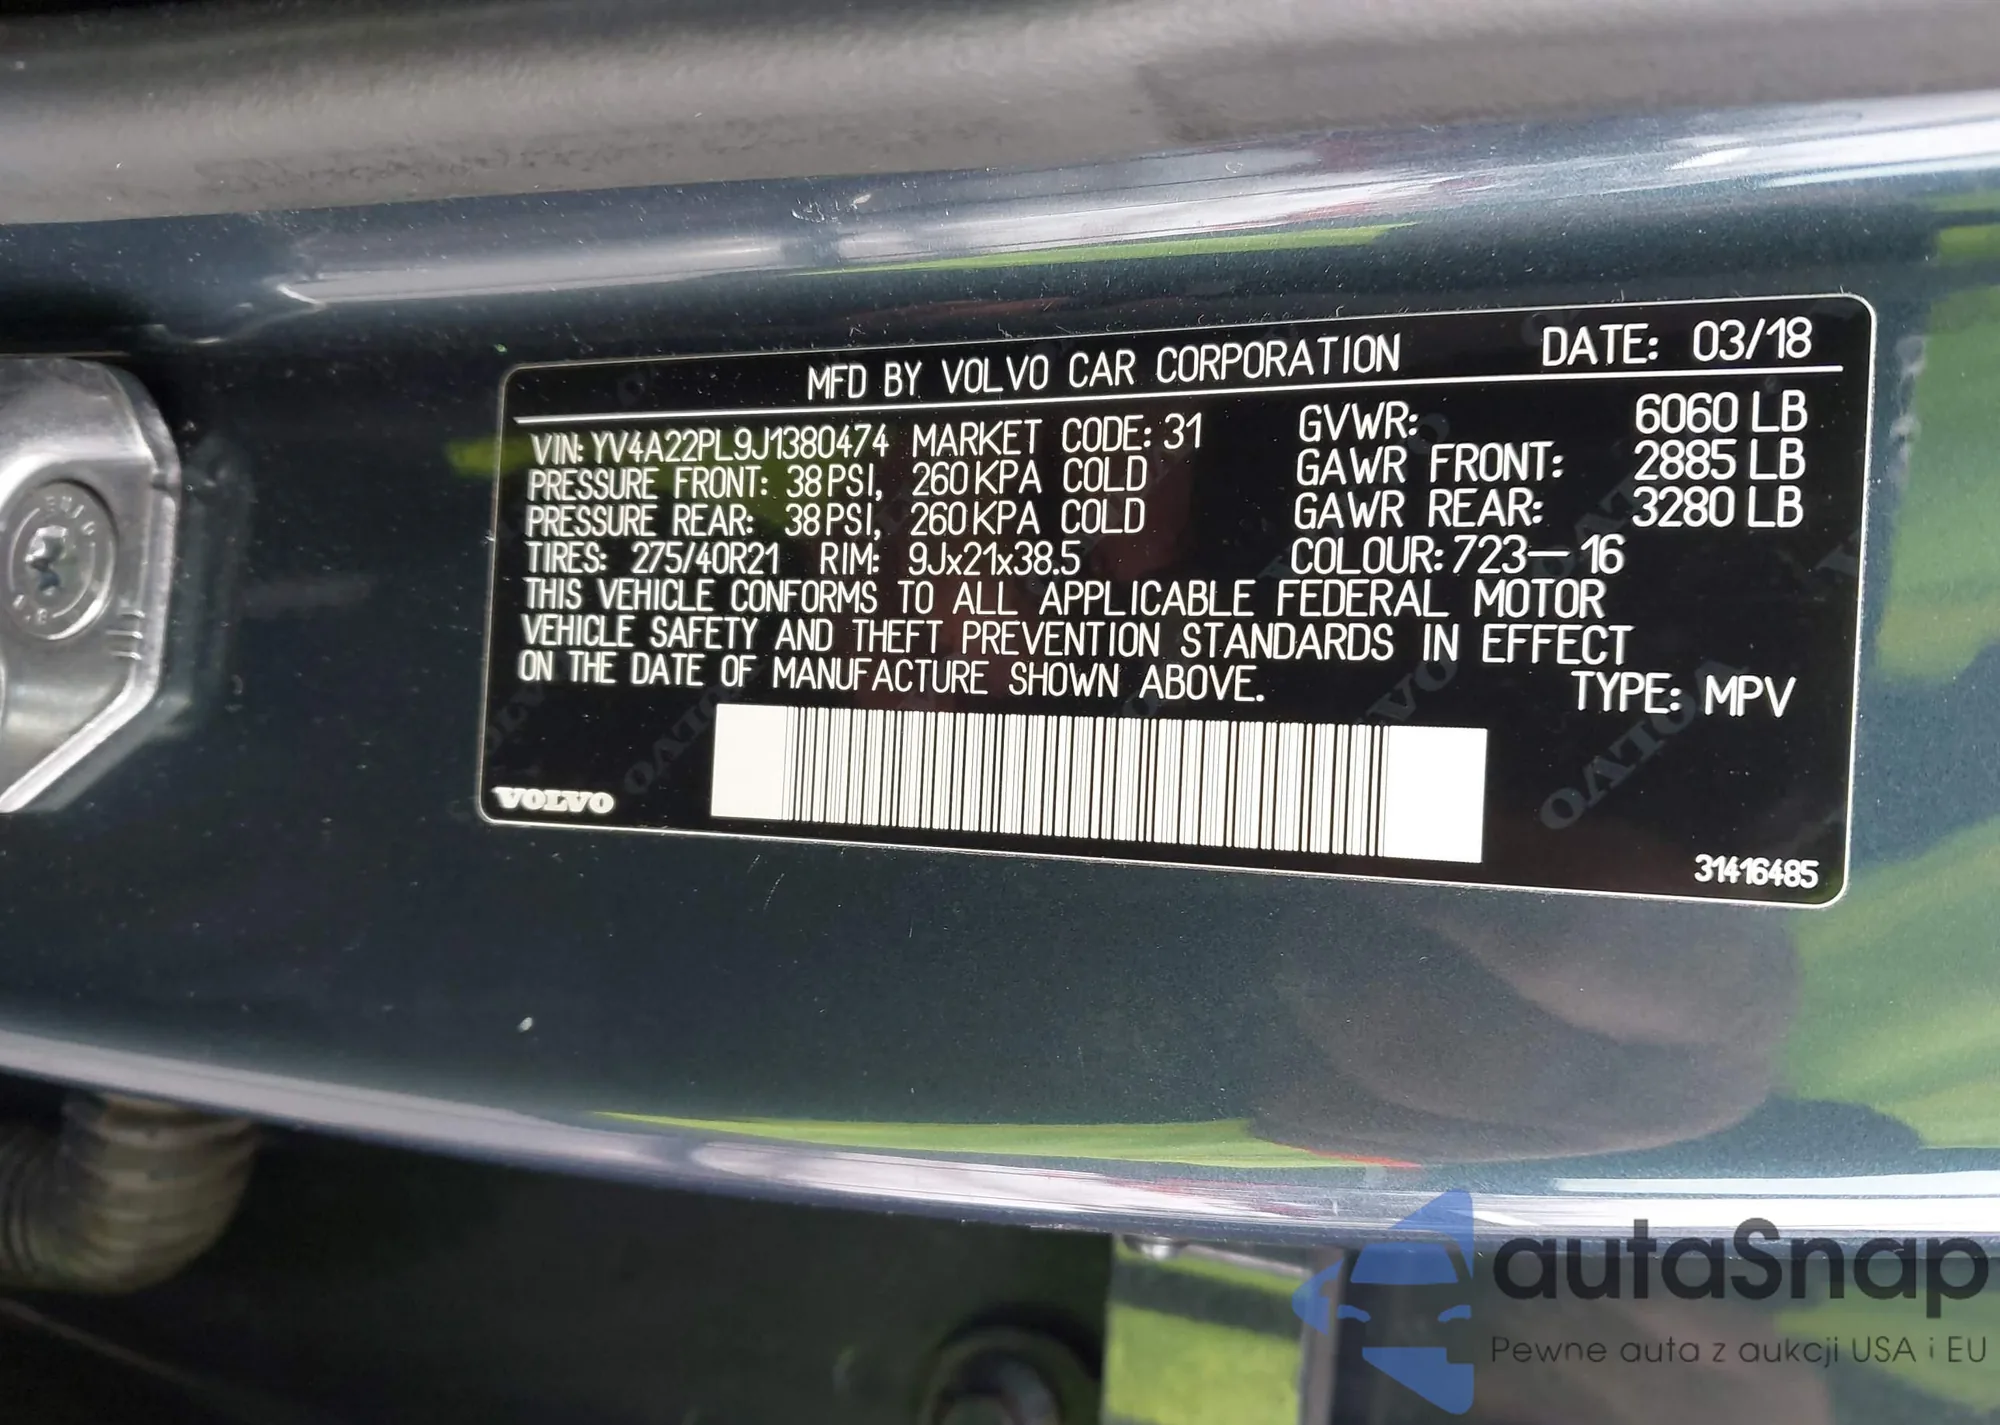 MFD BY VOLVO CAR CORPORATION DATE: 03/18
VIN: YV4A22PL9J1380474 MARKET CODE: 31 GVWR: 6060 LB
PRESSURE FRONT: 38 PSI, 260 KPA COLD GAWR FRONT: 2885 LB
PRESSURE REAR: 38 PSI, 260 KPA COLD GAWR REAR: 3280 LB
TIRES: 275/40R21 RIM: 9Jx21x38.5 COLOUR: 723—16
THIS VEHICLE CONFORMS TO ALL APPLICABLE FEDERAL MOTOR
VEHICLE SAFETY AND THEFT PREVENTION STANDARDS IN EFFECT
ON THE DATE OF MANUFACTURE SHOWN ABOVE.
TYPE: MPV
VOLVO
31416485
autaSnap
Pewne auta z aukcji USA i EU